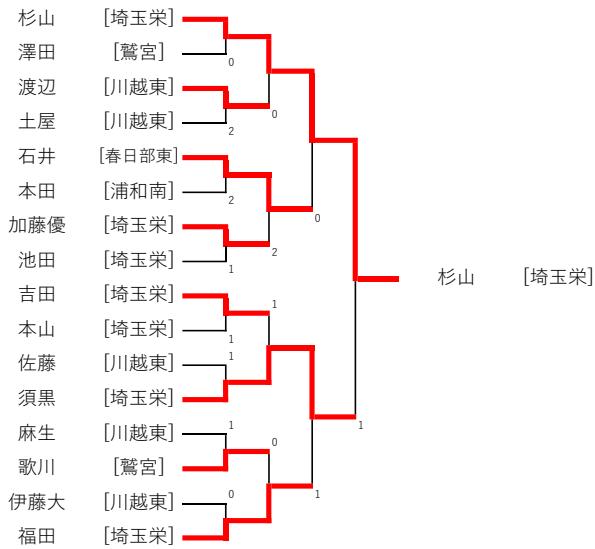 杉山 [埼玉栄]
澤田 [鷲宮]
0
渡辺 [川越東]
0
土屋 [川越東]
2
石井 [春日部東]
本田 [浦和南]
2
0
加藤優 [埼玉栄]
2
池田 [埼玉栄]
1
杉山 [埼玉栄]
吉田 [埼玉栄]
1
本山 [埼玉栄]
1
佐藤 [川越東]
1
須黒 [埼玉栄]
麻生 [川越東]
1
1
歌川 [鷲宮]
0
伊藤大 [川越東]
0
1
福田 [埼玉栄]